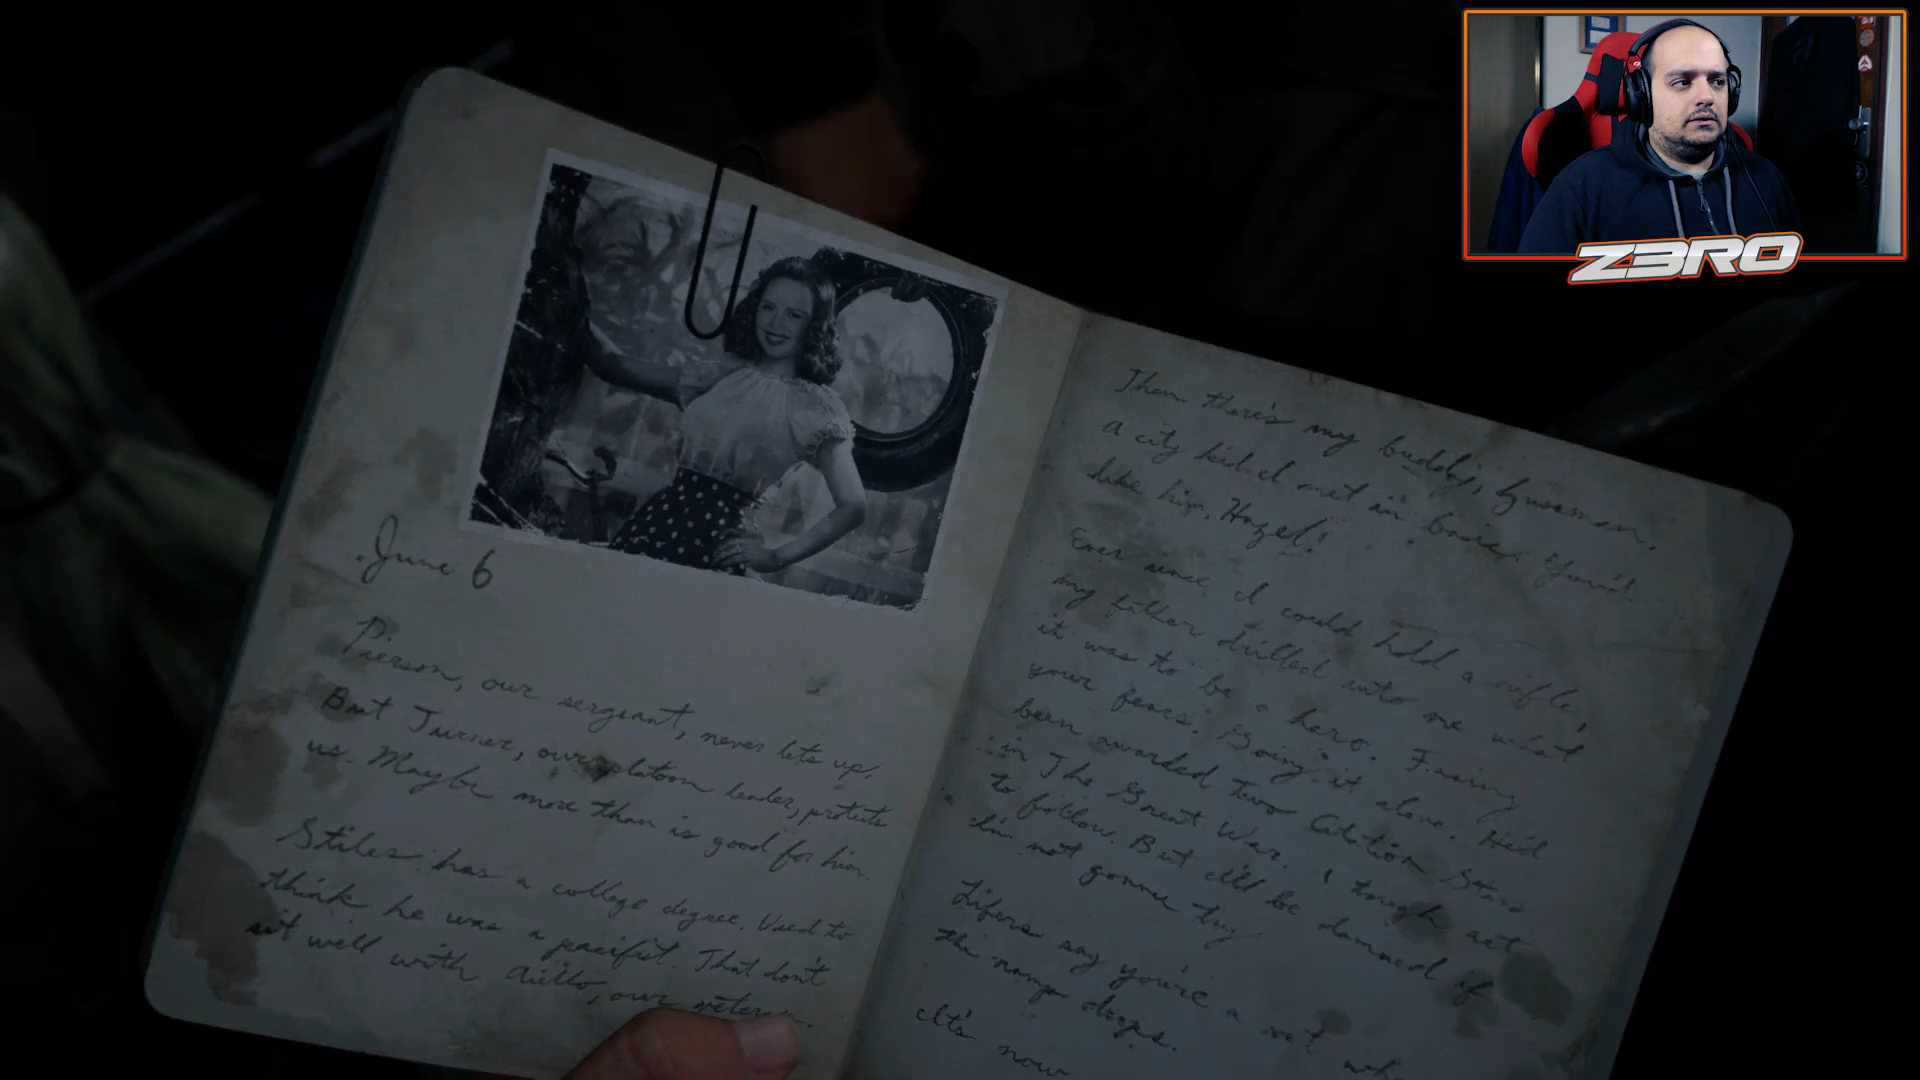 Z3RO
June 6
Pierson, our sergeant, never lets up.
But Turner, our platoon leader, protects
us. Maybe more than is good for him.
Stiles has a college degree. Used to
think he was a pacifist. That don't
sit well with Aiello, our veteran.
Then there's my buddy, Zussman,
a city kid I met in basic. You'd
like him, Hazel!
Ever since I could hold a rifle,
my father drilled into me what
it was to be a hero. Facing
your fears. Going it alone. He'd
been awarded two Citation Stars
in The Great War. A tough act
to follow. But I'll be damned if
I'm not gonna try
Lifers say you're a
the ramp drops.
It's now